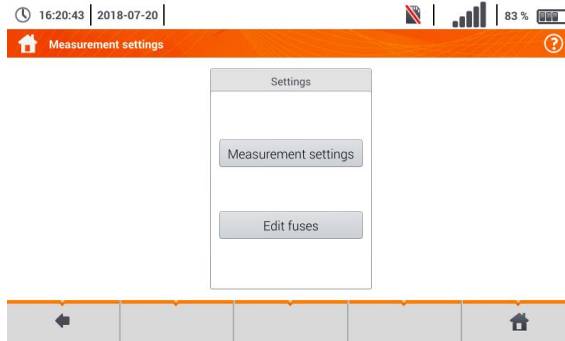 16:20:43 2018-07-20 83 %
Measurement settings
Settings
Measurement settings
Edit fuses